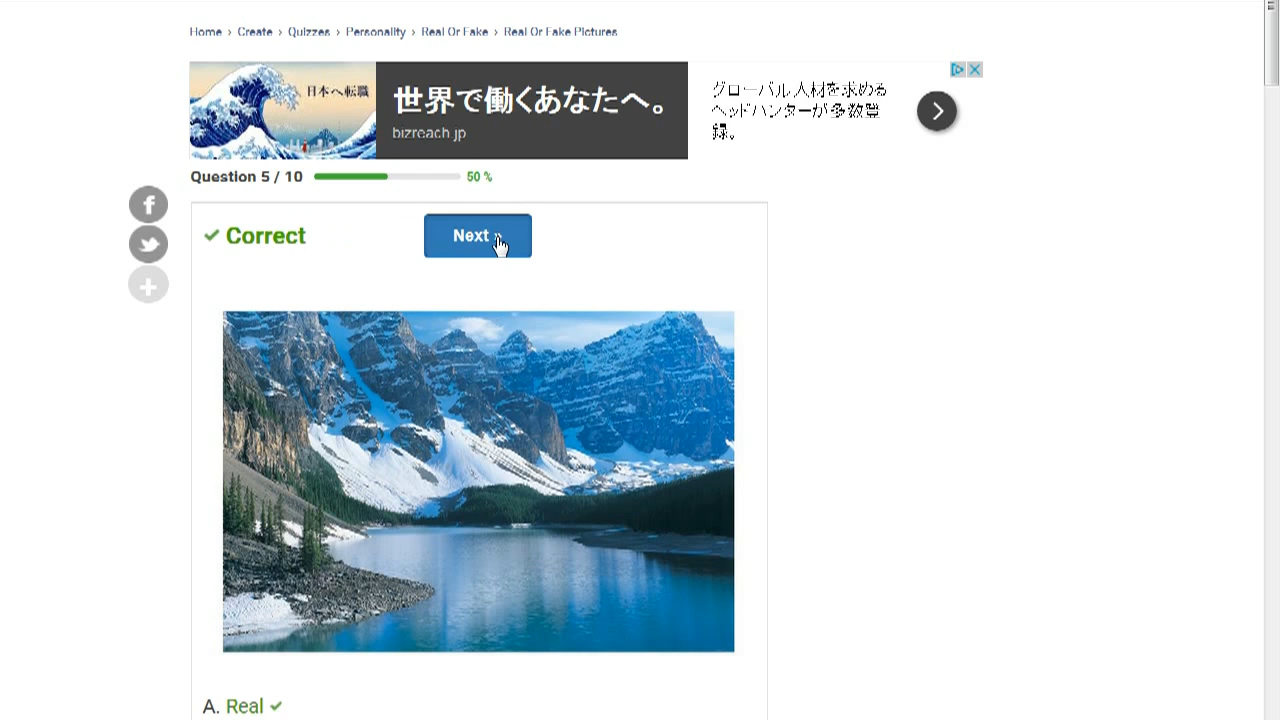 Home › Create › Quizzes › Personality › Real Or Fake › Real Or Fake Pictures
日本へ転職
世界で働くあなたへ。
bizreach.jp
グローバル人材を求める
ヘッドハンターが多数登
録。
Question 5 / 10 50 %
Correct
Next »
A. Real